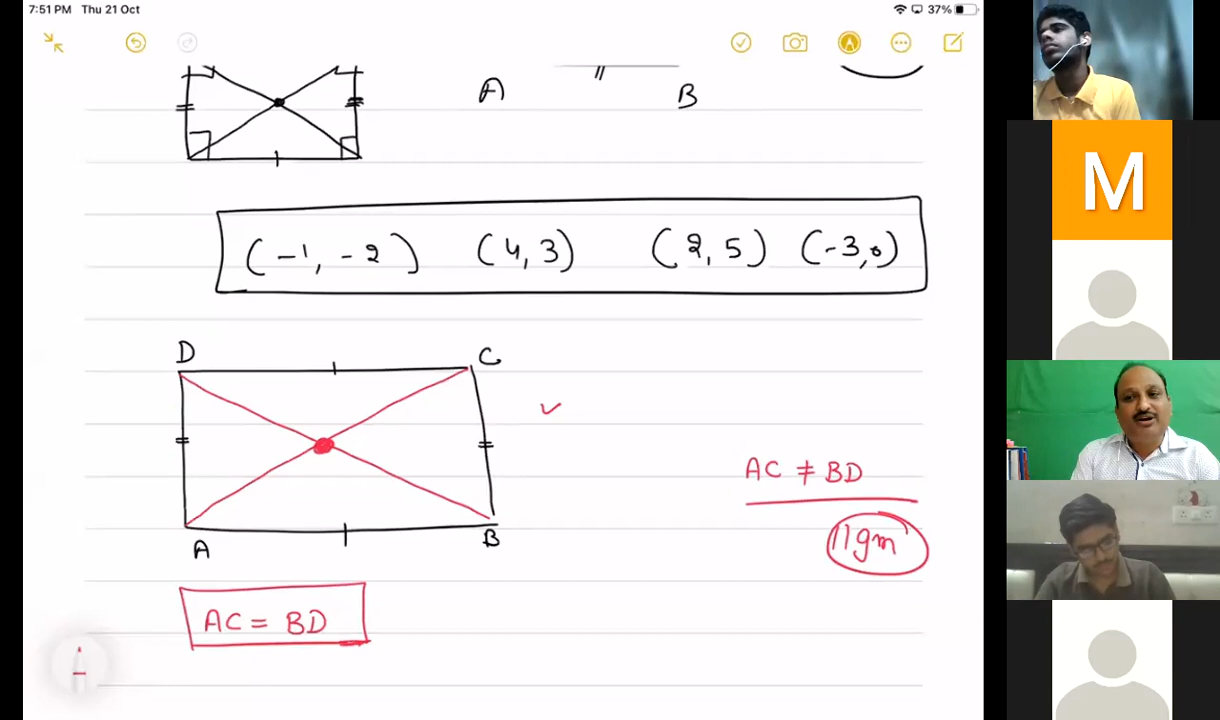 7:51 PM Thu 21 Oct 37%
A B
(-1, -2) (4, 3) (2, 5) (-3, 0)
D C
A B
AC ≠ BD
||gm
AC = BD
M